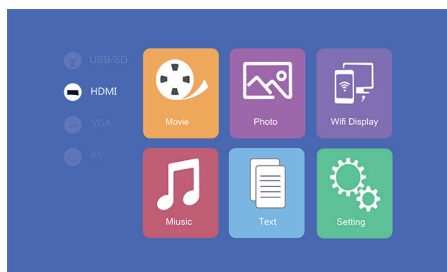 USB/SD
HDMI
VGA
AV
Movie
Photo
Wifi Display
Miusic
Text
Setting